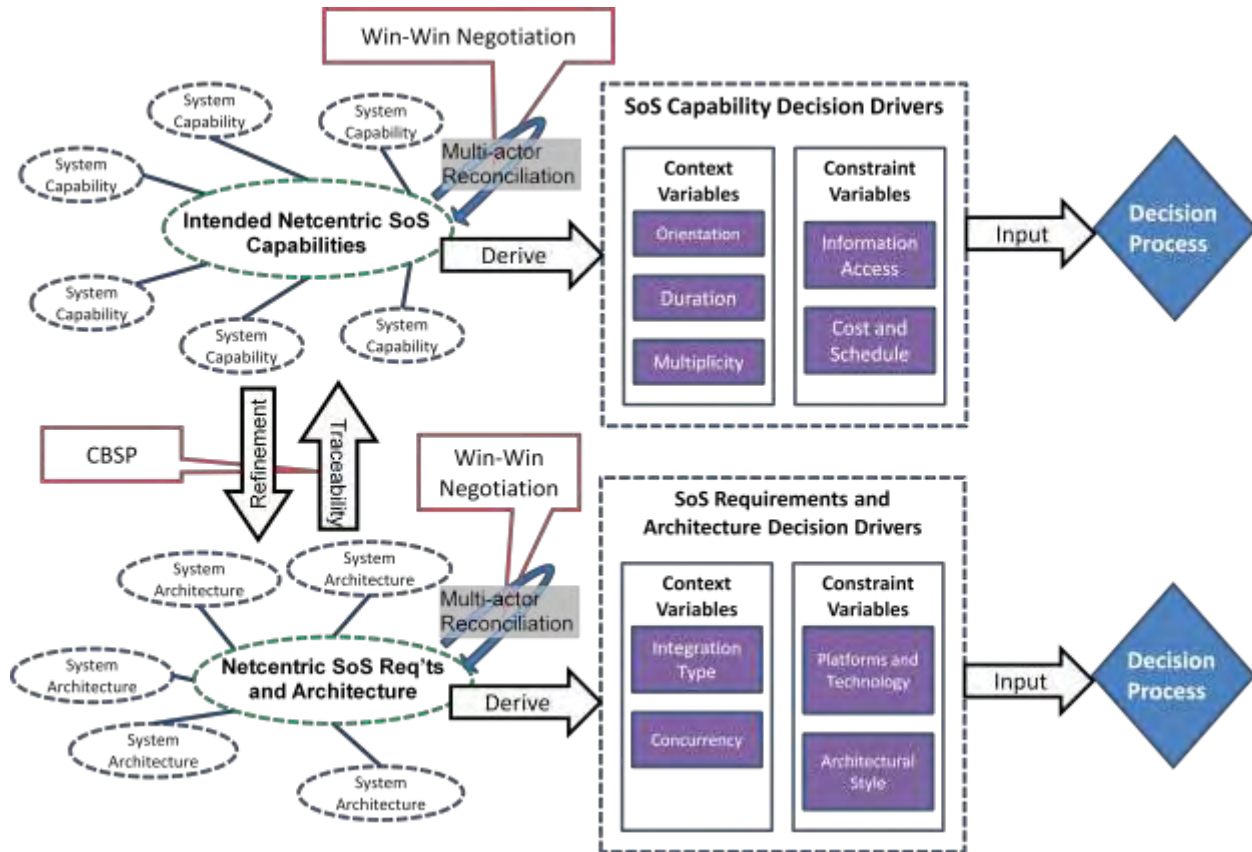 Win-Win Negotiation
System
Capability
System
Capability
System
Capability
System
Capability
Multi-actor
Reconciliation
Intended Netcentric SoS
Capabilities
System
Capability
System
Capability
System
Capability
Derive
SoS Capability Decision Drivers
Context
Variables
Orientation
Duration
Multiplicity
Constraint
Variables
Information
Access
Cost and
Schedule
Input
Decision
Process
CBSP
Refinement
Traceability
Win-Win
Negotiation
System
Architecture
System
Architecture
System
Architecture
System
Architecture
System
Architecture
Multi-actor
Reconciliation
Netcentric SoS Req'ts
and Architecture
Derive
SoS Requirements and
Architecture Decision Drivers
Context
Variables
Integration
Type
Concurrency
Constraint
Variables
Platforms and
Technology
Architectural
Style
Input
Decision
Process